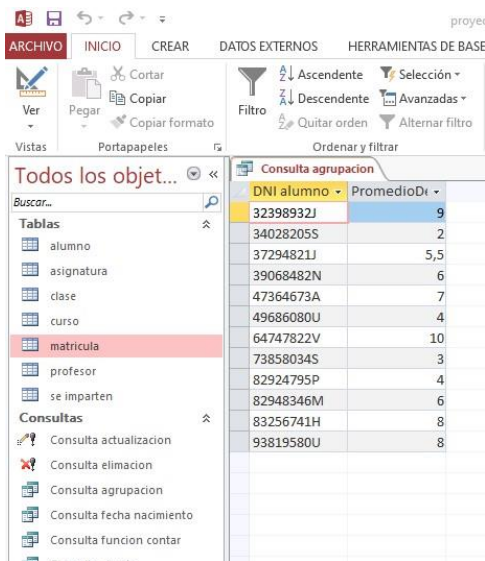 proyec
ARCHIVO INICIO CREAR DATOS EXTERNOS HERRAMIENTAS DE BASE
Ver
Pegar
Cortar
Copiar
Copiar formato
Filtro
Ascendente
Descendente
Quitar orden
Selección
Avanzadas
Alternar filtro
Vistas Portapapeles Ordenar y filtrar
Todos los objet... «
Buscar...
Tablas
alumno
asignatura
clase
curso
matricula
profesor
se imparten
Consultas
Consulta actualizacion
Consulta elimacion
Consulta agrupacion
Consulta fecha nacimiento
Consulta funcion contar
Consulta agrupacion
DNI alumno PromedioDe
32398932J 9
34028205S 2
37294821J 5,5
39068482N 6
47364673A 7
49686080U 4
64747822V 10
73858034S 3
82924795P 4
82948346M 6
83256741H 8
93819580U 8